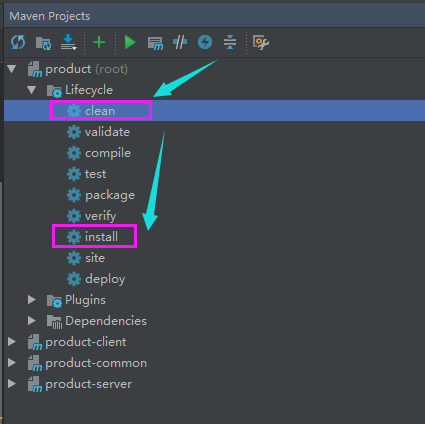 Maven Projects
product (root)
Lifecycle
clean
validate
compile
test
package
verify
install
site
deploy
Plugins
Dependencies
product-client
product-common
product-server